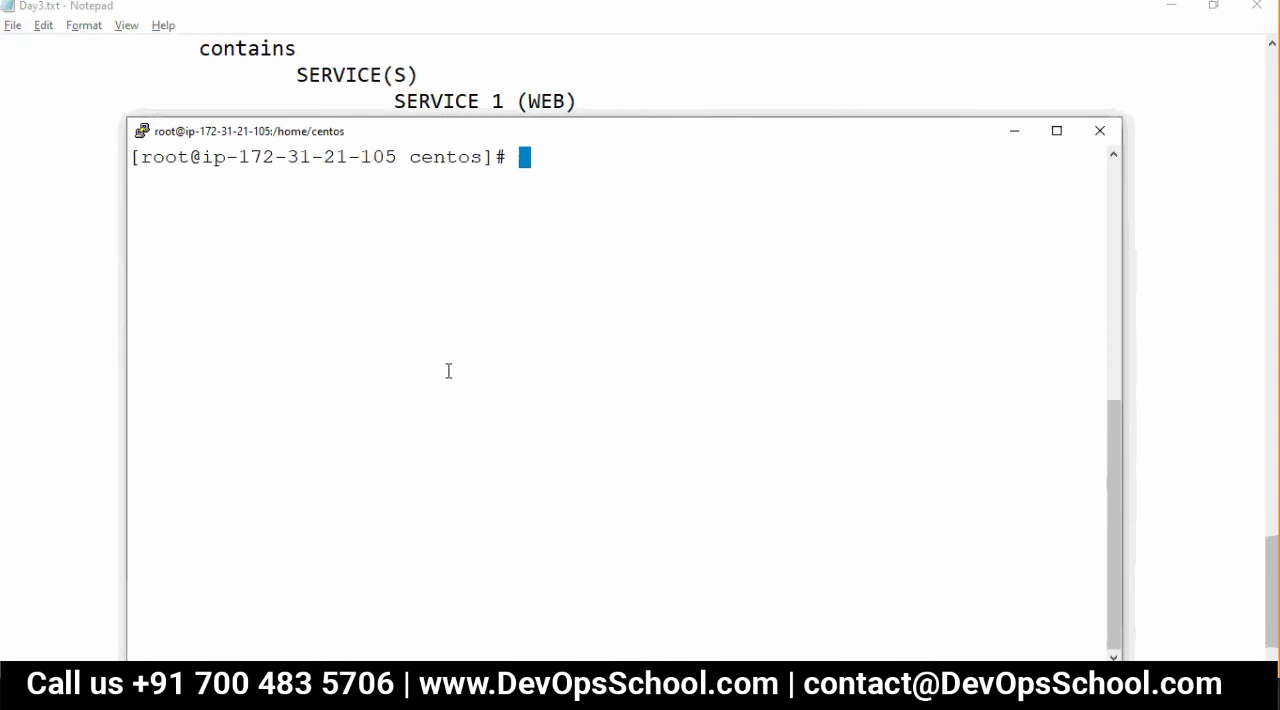 Day3.txt - Notepad
File Edit Format View Help
contains
SERVICE(S)
SERVICE 1 (WEB)
root@ip-172-31-21-105:/home/centos
[root@ip-172-31-21-105 centos]#
Call us +91 700 483 5706 | www.DevOpsSchool.com | contact@DevOpsSchool.com